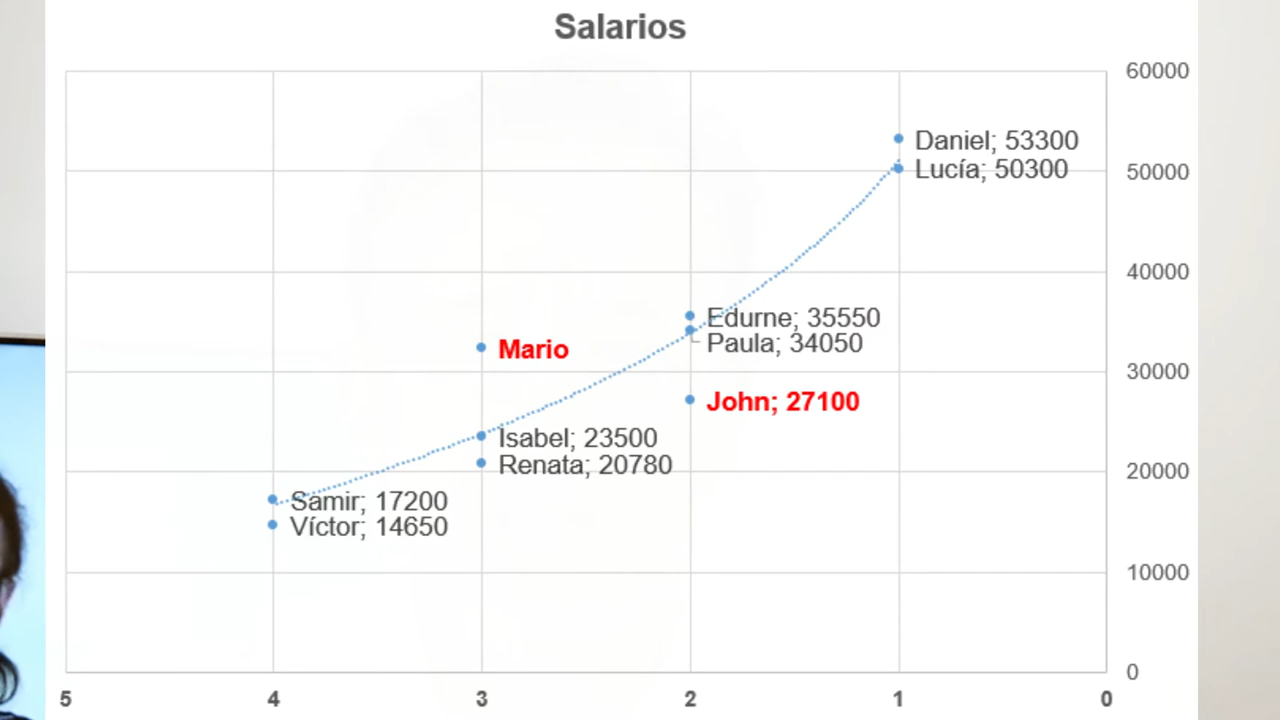 Salarios
60000
Daniel; 53300
Lucía; 50300
50000
40000
Edurne; 35550
Paula; 34050
Mario
30000
John; 27100
Isabel; 23500
Renata; 20780
20000
Samir; 17200
Víctor; 14650
10000
0
5 4 3 2 1 0